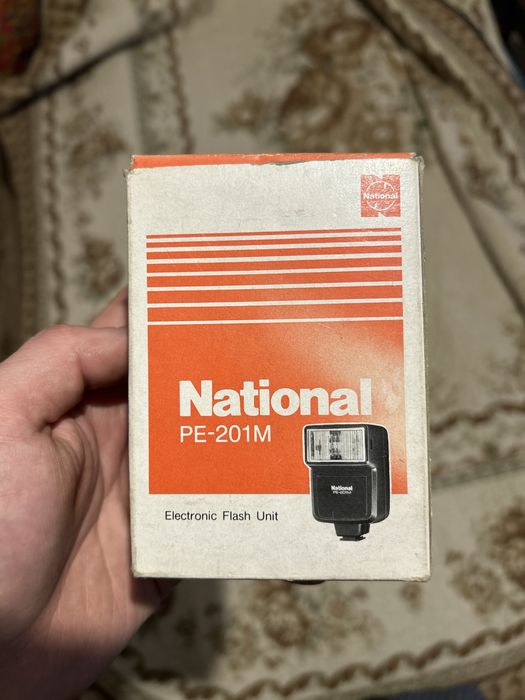 National
National
PE-201M
National
PE-201M
Electronic Flash Unit